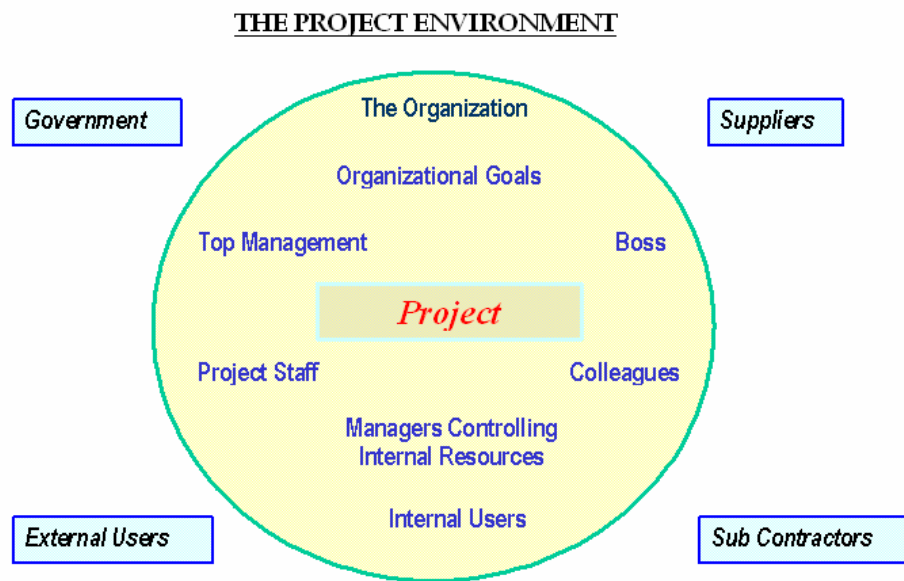 THE PROJECT ENVIRONMENT
The Organization
Government
Suppliers
Organizational Goals
Top Management
Boss
Project
Project Staff
Colleagues
Managers Controlling
Internal Resources
Internal Users
External Users
Sub Contractors